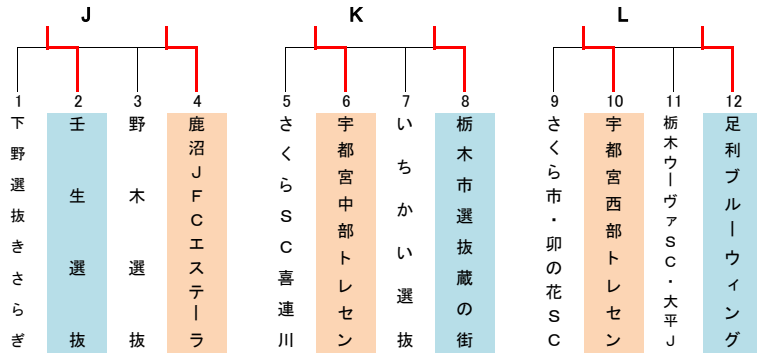 J
K
L
1
2
3
4
5
6
7
8
9
10
11
12
下野選抜きさらぎ
壬生選抜
野木選抜
鹿沼JFCエステーラ
さくらSC喜連川
宇都宮中部トレセン
いちかい選抜
栃木市選抜蔵の街
さくら市・卯の花SC
宇都宮西部トレセン
栃木ウーヴァSC・大平J
足利ブルーウィング